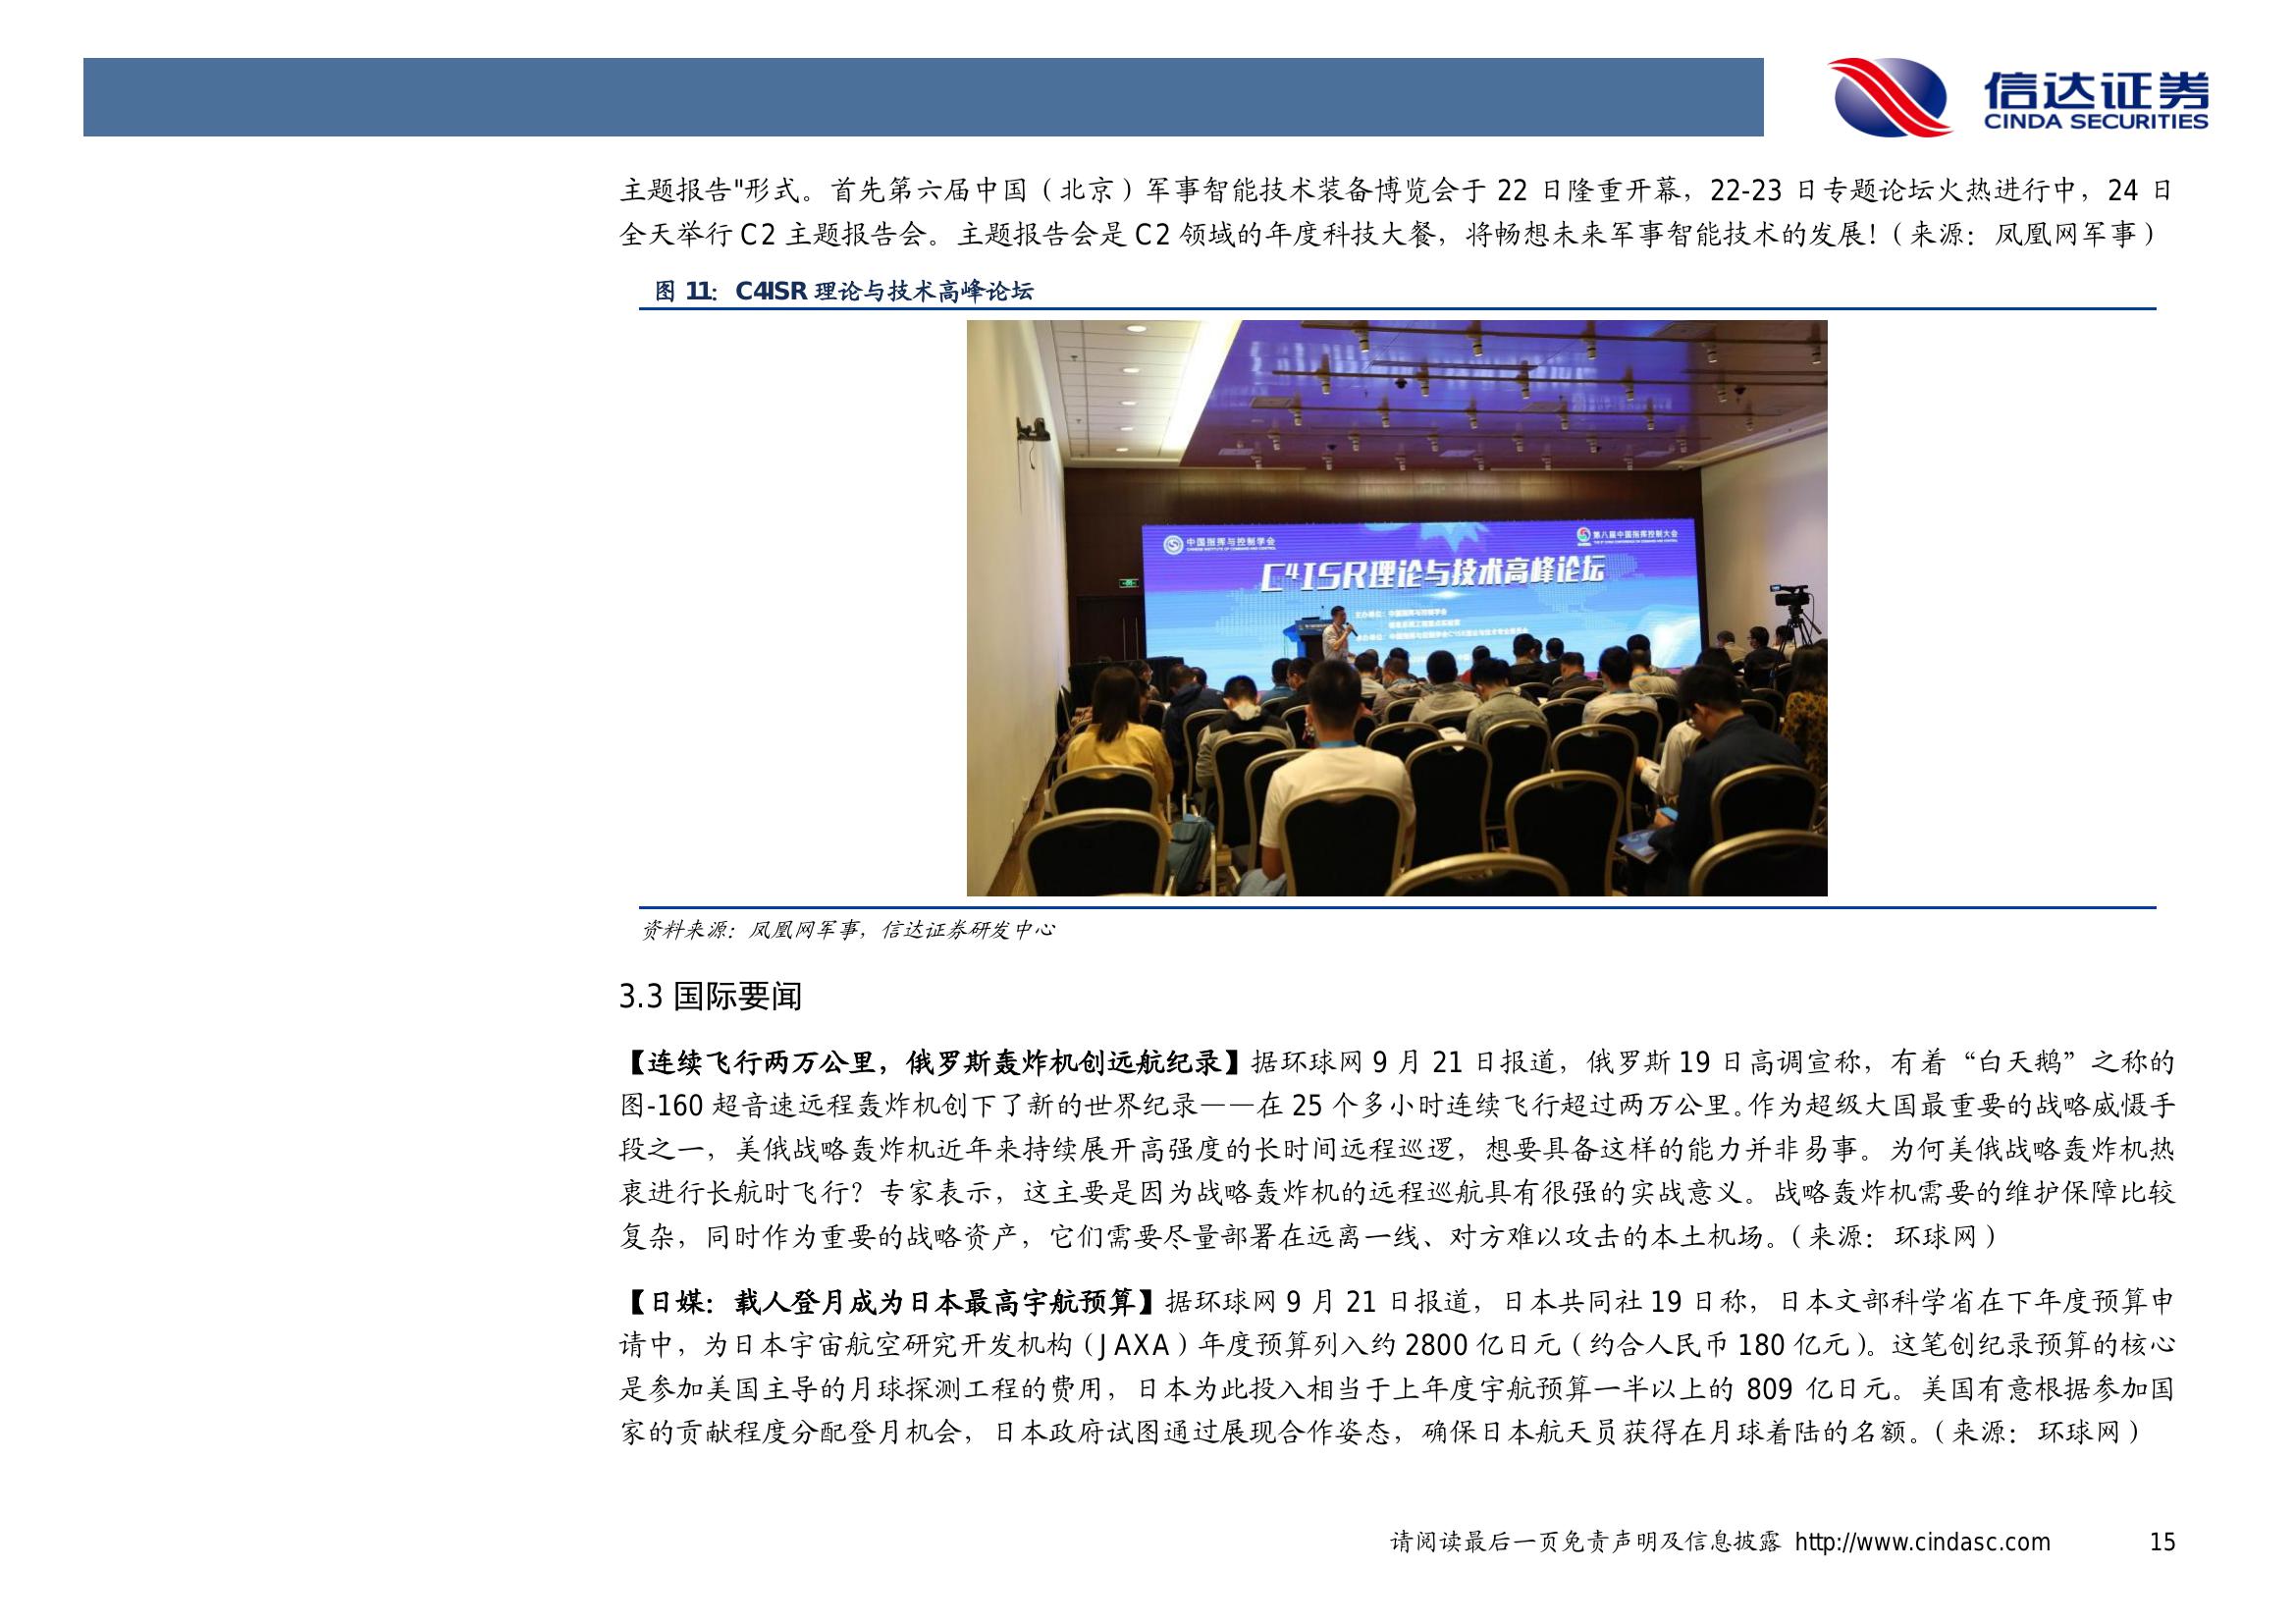 信达证券
CINDA SECURITIES
主题报告"形式。首先第六届中国（北京）军事智能技术装备博览会于 22 日隆重开幕，22-23 日专题论坛火热进行中，24 日
全天举行 C2 主题报告会。主题报告会是 C2 领域的年度科技大餐，将畅想未来军事智能技术的发展!（来源：凤凰网军事）
图 11：C4ISR 理论与技术高峰论坛
中国指挥与控制学会
第八届中国指挥控制大会
C⁴ISR理论与技术高峰论坛
资料来源：凤凰网军事，信达证券研发中心
3.3 国际要闻
【连续飞行两万公里，俄罗斯轰炸机创远航纪录】据环球网 9 月 21 日报道，俄罗斯 19 日高调宣称，有着“白天鹅”之称的
图-160 超音速远程轰炸机创下了新的世界纪录——在 25 个多小时连续飞行超过两万公里。作为超级大国最重要的战略威慑手
段之一，美俄战略轰炸机近年来持续展开高强度的长时间远程巡逻，想要具备这样的能力并非易事。为何美俄战略轰炸机热
衷进行长航时飞行？专家表示，这主要是因为战略轰炸机的远程巡航具有很强的实战意义。战略轰炸机需要的维护保障比较
复杂，同时作为重要的战略资产，它们需要尽量部署在远离一线、对方难以攻击的本土机场。（来源：环球网）
【日媒：载人登月成为日本最高宇航预算】据环球网 9 月 21 日报道，日本共同社 19 日称，日本文部科学省在下年度预算申
请中，为日本宇宙航空研究开发机构（JAXA）年度预算列入约 2800 亿日元（约合人民币 180 亿元）。这笔创纪录预算的核心
是参加美国主导的月球探测工程的费用，日本为此投入相当于上年度宇航预算一半以上的 809 亿日元。美国有意根据参加国
家的贡献程度分配登月机会，日本政府试图通过展现合作姿态，确保日本航天员获得在月球着陆的名额。（来源：环球网）
请阅读最后一页免责声明及信息披露 http://www.cindasc.com 15